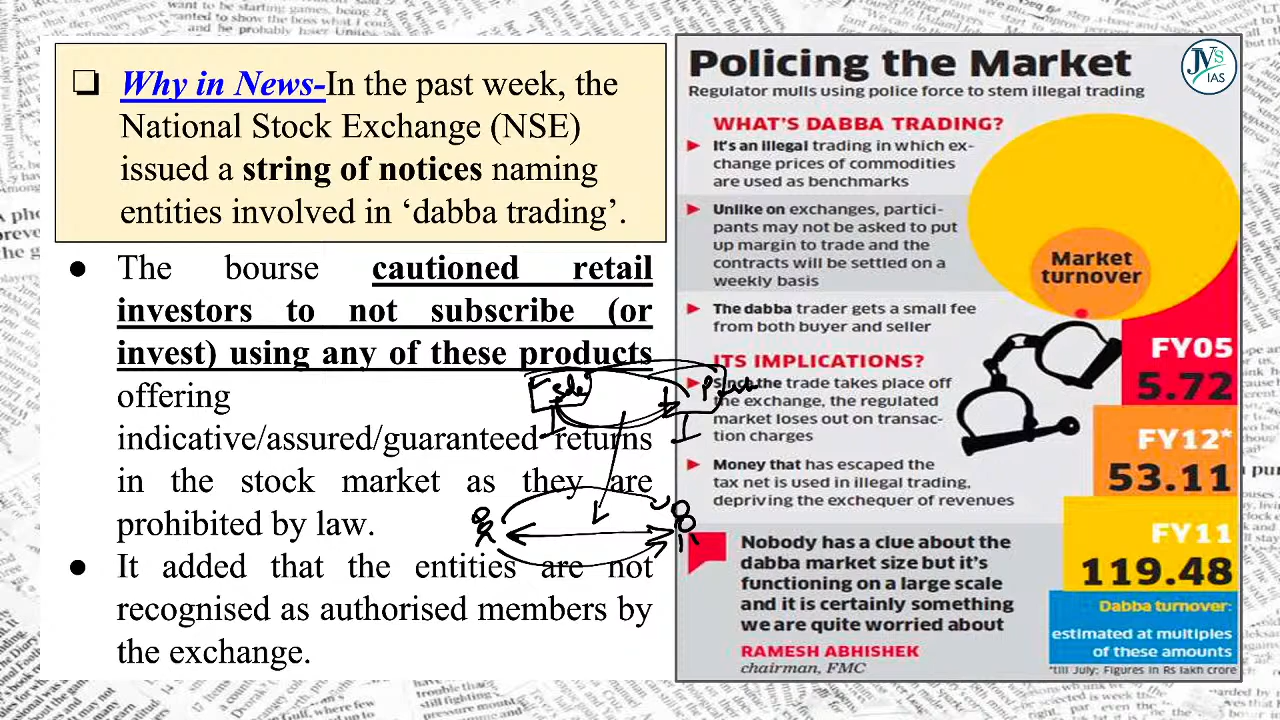 ❑ Why in News-In the past week, the
National Stock Exchange (NSE)
issued a string of notices naming
entities involved in ‘dabba trading’.
● The bourse cautioned retail
investors to not subscribe (or
invest) using any of these products
offering
indicative/assured/guaranteed returns
in the stock market as they are
prohibited by law.
● It added that the entities are not
recognised as authorised members by
the exchange.
Sale
JV's
IAS
Policing the Market
Regulator mulls using police force to stem illegal trading
WHAT'S DABBA TRADING?
It's an illegal trading in which ex-
change prices of commodities
are used as benchmarks
Unlike on exchanges, partici-
pants may not be asked to put
up margin to trade and the
contracts will be settled on a
weekly basis
The dabba trader gets a small fee
from both buyer and seller
ITS IMPLICATIONS?
Since the trade takes place off
the exchange, the regulated
market loses out on transac-
tion charges
Money that has escaped the
tax net is used in illegal trading,
depriving the exchequer of revenues
Nobody has a clue about the
dabba market size but it's
functioning on a large scale
and it is certainly something
we are quite worried about
RAMESH ABHISHEK
chairman, FMC
Market
turnover
FY05
5.72
FY12*
53.11
FY11
119.48
Dabba turnover:
estimated at multiples
of these amounts
*till July; Figures in Rs lakh crore